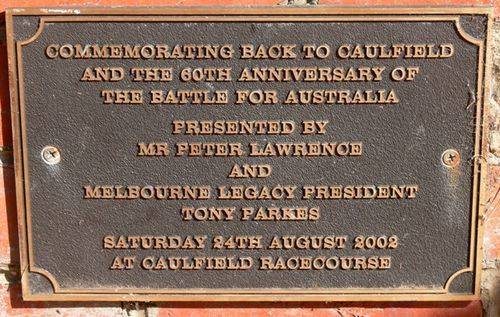 COMMEMORATING BACK TO CAULFIELD
AND THE 60TH ANNIVERSARY OF
THE BATTLE FOR AUSTRALIA
PRESENTED BY
MR PETER LAWRENCE
AND
MELBOURNE LEGACY PRESIDENT
TONY PARKES
SATURDAY 24TH AUGUST 2002
AT CAULFIELD RACECOURSE